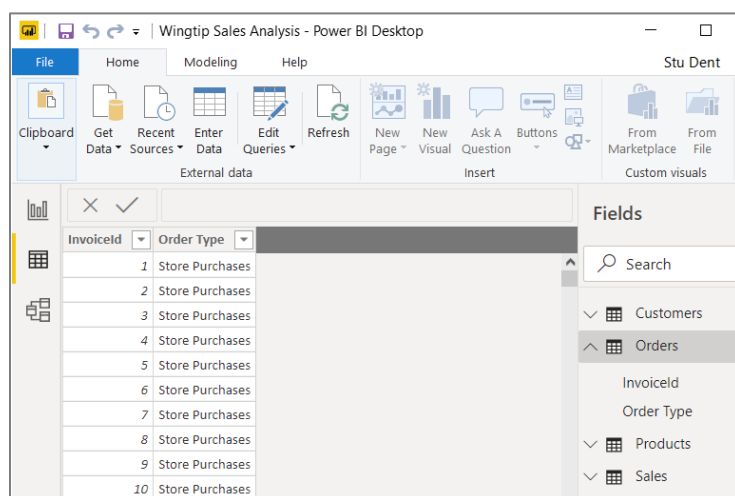 Wingtip Sales Analysis - Power BI Desktop
File Home Modeling Help Stu Dent
Clipboard
Get Data
Recent Sources
Enter Data
Edit Queries
Refresh
New Page
New Visual
Ask A Question
Buttons
From Marketplace
From File
External data Insert Custom visuals
Fields
Search
InvoiceId Order Type
1 Store Purchases
2 Store Purchases
3 Store Purchases
4 Store Purchases
5 Store Purchases
6 Store Purchases
7 Store Purchases
8 Store Purchases
9 Store Purchases
10 Store Purchases
Customers
Orders
InvoiceId
Order Type
Products
Sales